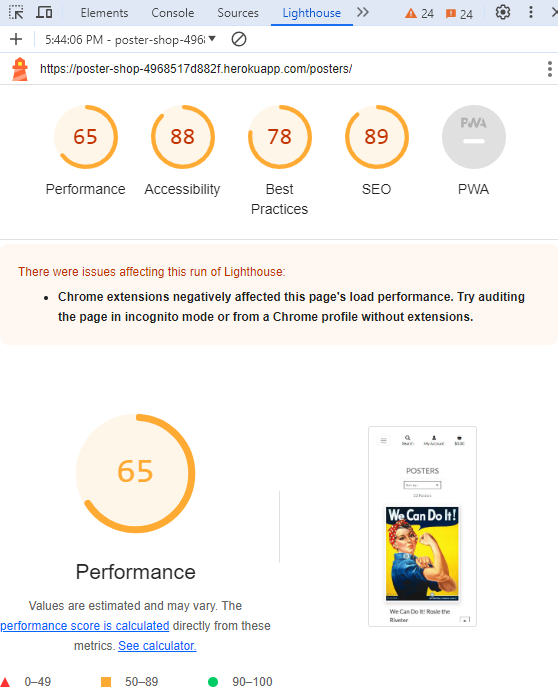 Elements Console Sources Lighthouse 24 24
5:44:06 PM - poster-shop-496
https://poster-shop-4968517d882f.herokuapp.com/posters/
65 88 78 89 PWA
Performance Accessibility Best Practices SEO PWA
There were issues affecting this run of Lighthouse:
• Chrome extensions negatively affected this page's load performance. Try auditing
the page in incognito mode or from a Chrome profile without extensions.
65
Performance
Values are estimated and may vary. The
performance score is calculated directly from these
metrics. See calculator.
0–49 50–89 90–100
Search My Account $0.00
POSTERS
We Can Do It!
We Can Do It! Rosie the
Riveter